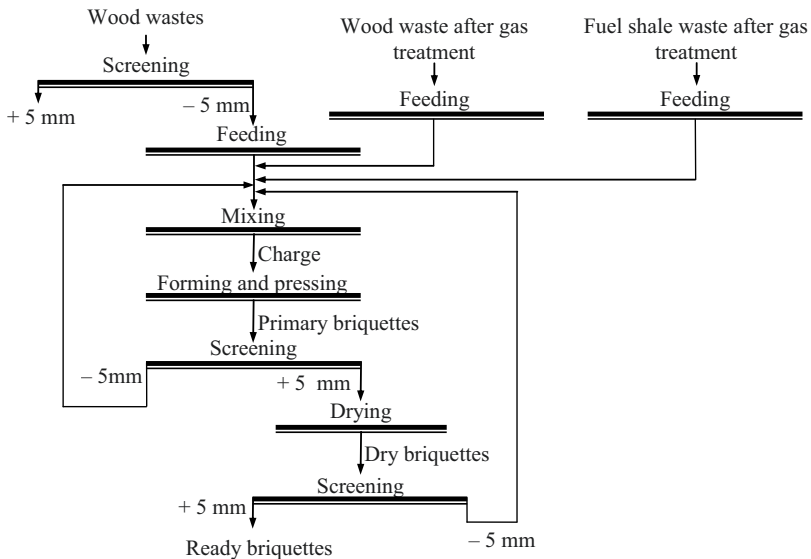 Wood wastes
Wood waste after gas
treatment
Fuel shale waste after gas
treatment
Screening
+ 5 mm
– 5 mm
Feeding
Feeding
Feeding
Mixing
Charge
Forming and pressing
Primary briquettes
Screening
– 5mm
+ 5 mm
Drying
Dry briquettes
Screening
+ 5 mm
– 5 mm
Ready briquettes